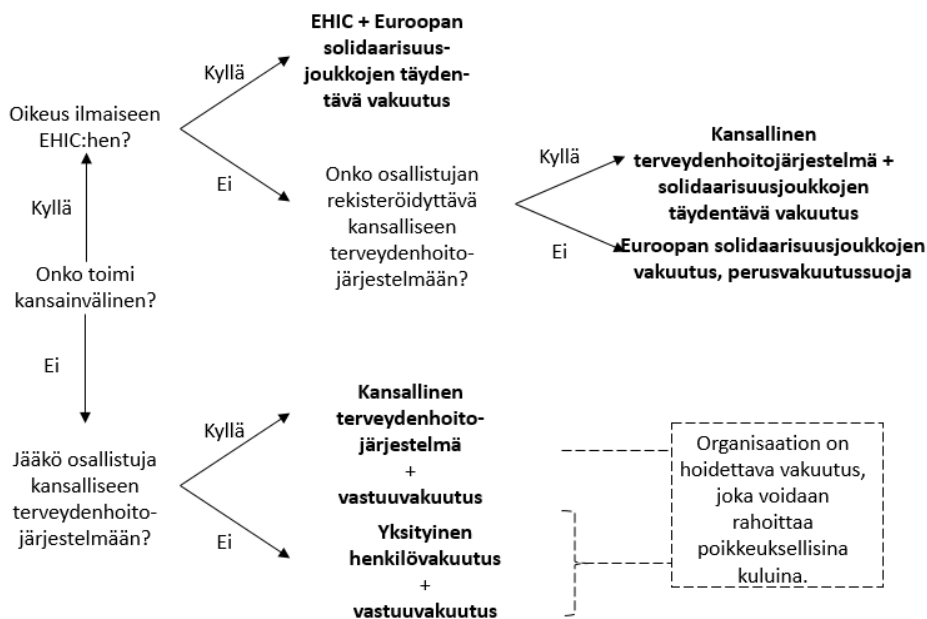 EHIC + Euroopan
solidaarisuus-
joukkojen täyden-
tävä vakuutus
Kyllä
Oikeus ilmaiseen
EHIC:hen?
Ei
Kyllä
Onko osallistujan
rekisteröidyttävä
kansalliseen
terveydenhoito-
järjestelmään?
Kyllä
Kansallinen
terveydenhoitojärjestelmä +
solidaarisuusjoukkojen
täydentävä vakuutus
Ei
Euroopan solidaarisuusjoukkojen
vakuutus, perusvakuutussuoja
Onko toimi
kansainvälinen?
Ei
Jääkö osallistuja
kansalliseen
terveydenhoito-
järjestelmään?
Kyllä
Kansallinen
terveydenhoito-
järjestelmä
+
vastuuvakuutus
Ei
Yksityinen
henkilövakuutus
+
vastuuvakuutus
Organisaation on
hoidettava vakuutus,
joka voidaan
rahoittaa
poikkeuksellisina
kuluina.